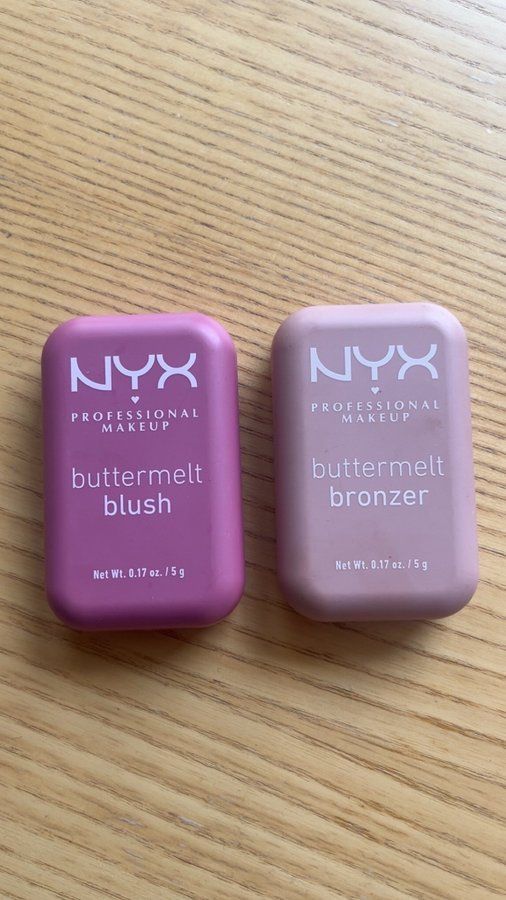 NYX
PROFESSIONAL
MAKEUP
buttermelt
blush
Net Wt. 0.17 oz. / 5 g
NYX
PROFESSIONAL
MAKEUP
buttermelt
bronzer
Net Wt. 0.17 oz. / 5 g